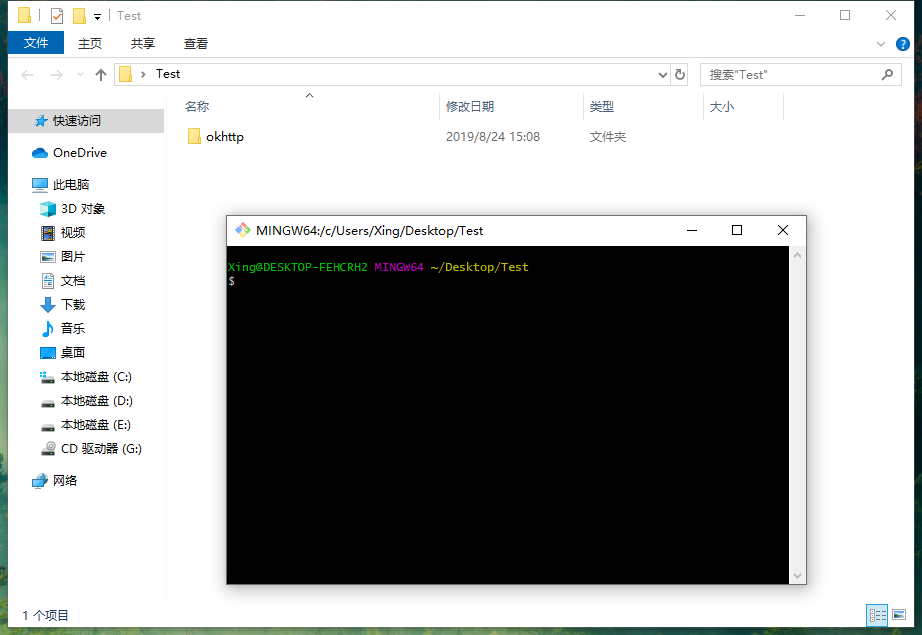 Test
文件 主页 共享 查看
Test 搜索"Test"
名称 修改日期 类型 大小
okhttp 2019/8/24 15:08 文件夹
快速访问
OneDrive
此电脑
3D 对象
视频
图片
文档
下载
音乐
桌面
本地磁盘 (C:)
本地磁盘 (D:)
本地磁盘 (E:)
CD 驱动器 (G:)
网络
MINGW64:/c/Users/Xing/Desktop/Test
Xing@DESKTOP-FEHCRH2 MINGW64 ~/Desktop/Test
$
1 个项目